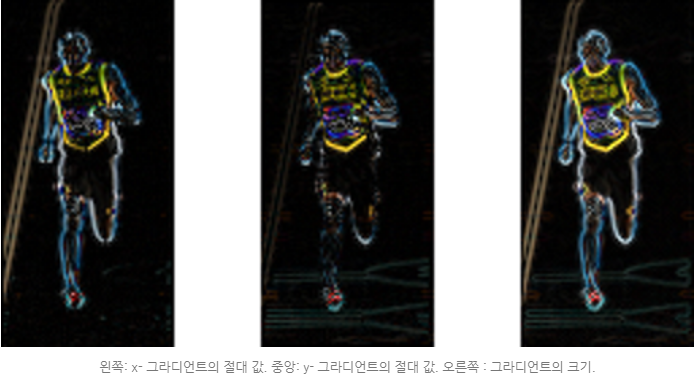 왼쪽: x- 그라디언트의 절대 값. 중앙: y- 그라디언트의 절대 값. 오른쪽 : 그라디언트의 크기.